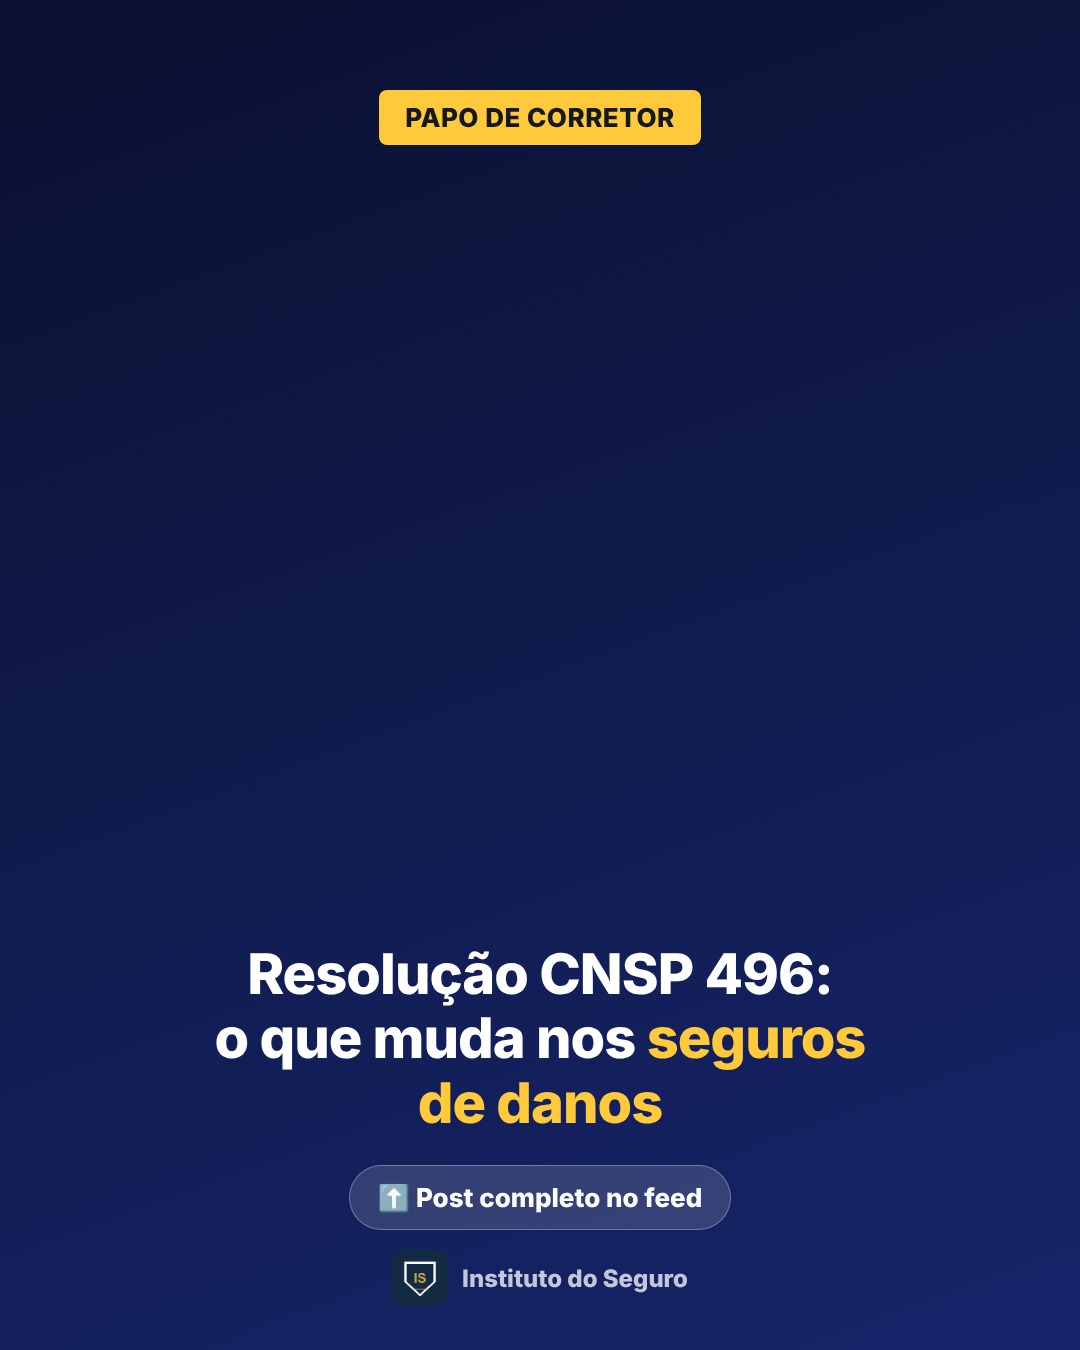 PAPO DE CORRETOR
Resolução CNSP 496:
o que muda nos seguros
de danos
⬆️ Post completo no feed
IS
Instituto do Seguro